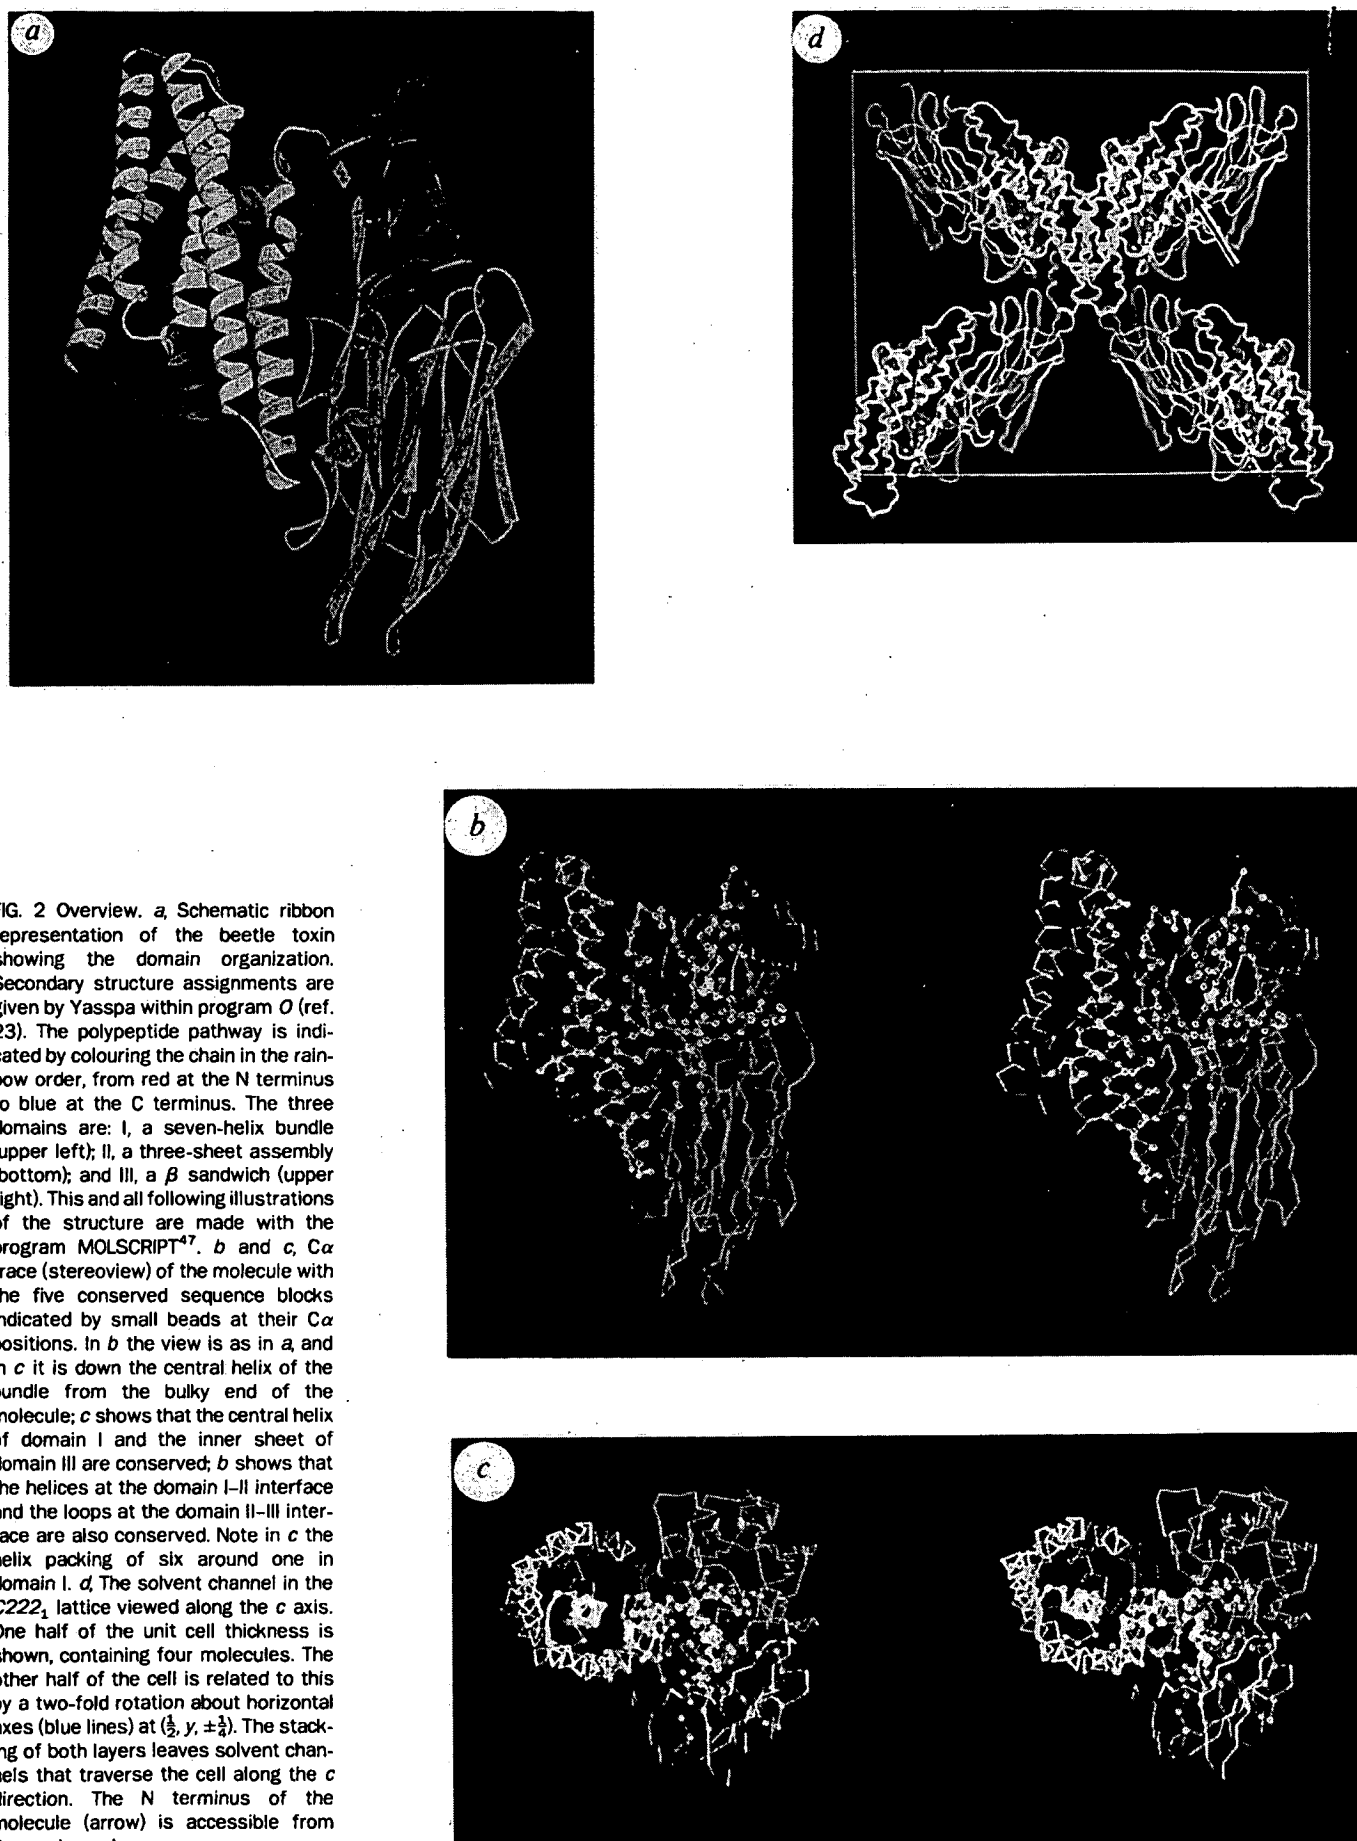 a
d
b
FIG. 2 Overview. a, Schematic ribbon
representation of the beetle toxin
showing the domain organization.
Secondary structure assignments are
given by Yasspa within program O (ref.
23). The polypeptide pathway is indi-
cated by colouring the chain in the rain-
bow order, from red at the N terminus
to blue at the C terminus. The three
domains are: I, a seven-helix bundle
(upper left); II, a three-sheet assembly
(bottom); and III, a β sandwich (upper
right). This and all following illustrations
of the structure are made with the
program MOLSCRIPT⁴⁷. b and c, Cα
trace (stereoview) of the molecule with
the five conserved sequence blocks
indicated by small beads at their Cα
positions. In b the view is as in a, and
in c it is down the central helix of the
bundle from the bulky end of the
molecule; c shows that the central helix
of domain I and the inner sheet of
domain III are conserved; b shows that
the helices at the domain I–II interface
and the loops at the domain II–III inter-
face are also conserved. Note in c the
helix packing of six around one in
domain I. d, The solvent channel in the
C222₁ lattice viewed along the c axis.
One half of the unit cell thickness is
shown, containing four molecules. The
other half of the cell is related to this
by a two-fold rotation about horizontal
axes (blue lines) at (½, y, ±¼). The stack-
ing of both layers leaves solvent chan-
nels that traverse the cell along the c
direction. The N terminus of the
molecule (arrow) is accessible from
c